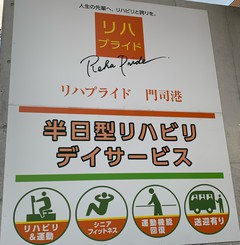 人生の先輩へ、リハビリと誇りを。
リハ
プライド
Reha Pride
リハプライド 門司港
半日型リハビリ
デイサービス
リハビリ
&運動
シニア
フィットネス
運動機能
回復
送迎有り